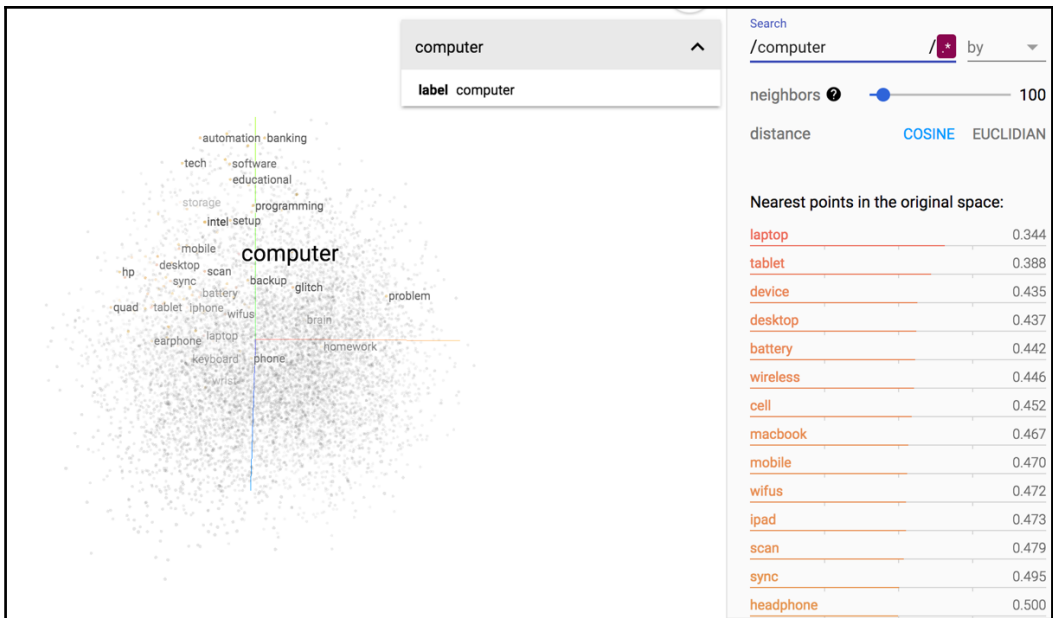 computer
label computer
automation banking
tech software
educational
storage
programming
intel setup
mobile
computer
desktop
hp
scan
sync
backup
glitch
battery
problem
quad tablet iphone
wifus
brain
earphone laptop
homework
keyboard phone
wrist
Search
/computer / .* by
neighbors ? 100
distance COSINE EUCLIDIAN
Nearest points in the original space:
laptop 0.344
tablet 0.388
device 0.435
desktop 0.437
battery 0.442
wireless 0.446
cell 0.452
macbook 0.467
mobile 0.470
wifus 0.472
ipad 0.473
scan 0.479
sync 0.495
headphone 0.500